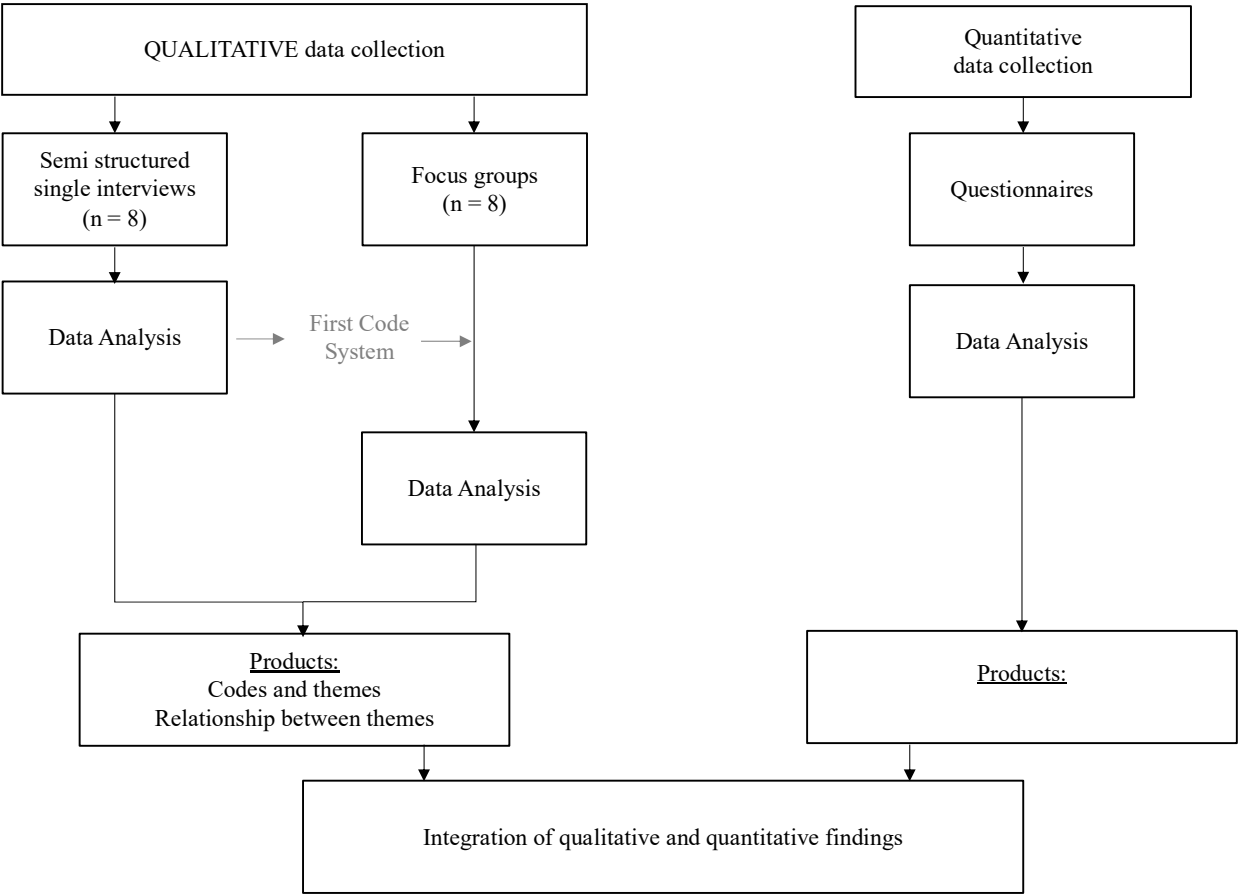 QUALITATIVE data collection
Quantitative
data collection
Semi structured
single interviews
(n = 8)
Focus groups
(n = 8)
Questionnaires
Data Analysis
First Code
System
Data Analysis
Data Analysis
Products:
Codes and themes
Relationship between themes
Products:
Integration of qualitative and quantitative findings